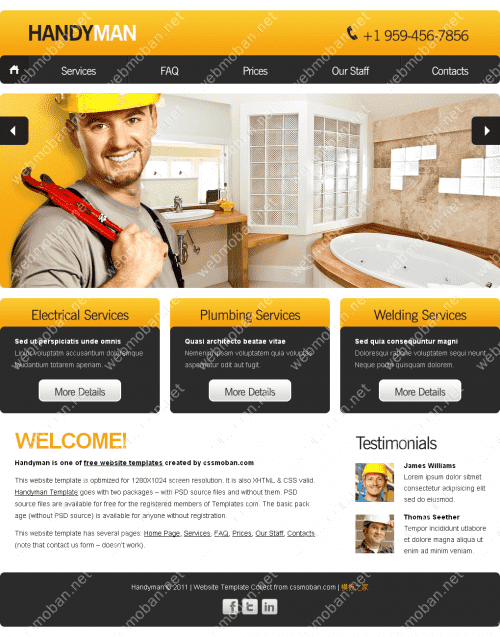 HANDYMAN
+1 959-456-7856
Services FAQ Prices Our Staff Contacts
Electrical Services
Plumbing Services
Welding Services
Sed ut perspiciatis unde omnis
Lorum voluptatm accusantium doloremque
laudantium totarem aperiam.
More Details
Quasi architecto beatae vitae
Nemenim ipsam voluptatem quia voluptas
aspernatur odit aut fugit.
More Details
Sed quia consequuntur magni
Doloresqui ratione voluptatem sequi nesciunt.
Neque porro quisquam dolorem.
More Details
WELCOME!
Handyman is one of free website templates created by cssmoban.com
This website template is optimized for 1280X1024 screen resolution. It is also XHTML & CSS valid.
Handyman Template goes with two packages – with PSD source files and without them. PSD
source files are available for free for the registered members of Templates.com. The basic pack
age (without PSD source) is available for anyone without registration.
This website template has several pages: Home Page, Services, FAQ, Prices, Our Staff, Contacts
(note that contact us form – doesn't work).
Testimonials
James Williams
Lorem ipsum dolor sitmet
consectetur adipisicing elit
sed do eiusmod.
Thomas Seether
Tempor incididunt utlabore
et dolore magna aliqua ut
enim ad minim veniam.
Handyman © 2011 | Website Template Collect from cssmoban.com | 模板之家
webmoban.net